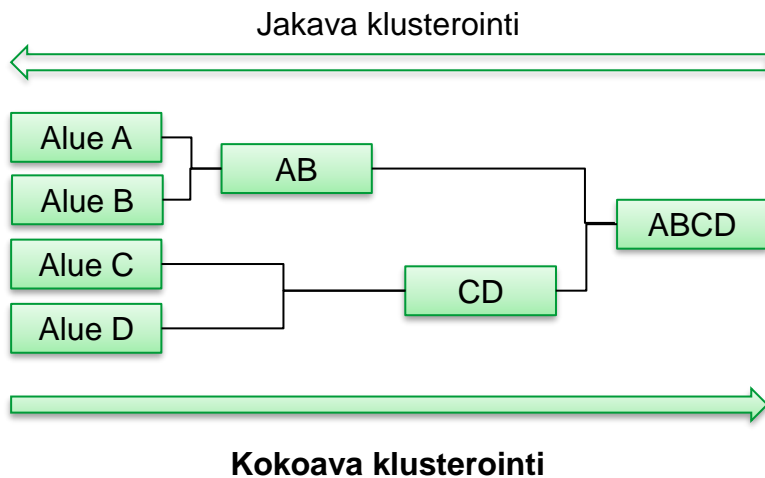 Jakava klusterointi
Alue A
Alue B
AB
Alue C
Alue D
CD
ABCD
Kokoava klusterointi